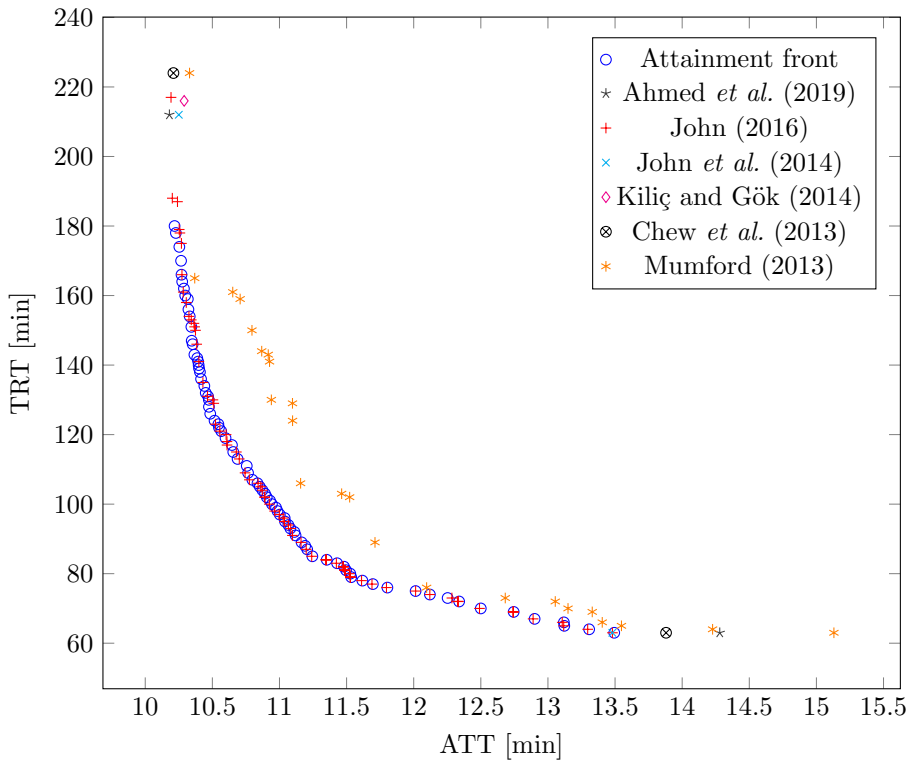 240
220
200
180
160
140
120
100
80
60
TRT [min]
10 10.5 11 11.5 12 12.5 13 13.5 14 14.5 15 15.5
ATT [min]
Attainment front
Ahmed et al. (2019)
John (2016)
John et al. (2014)
Kiliç and Gök (2014)
Chew et al. (2013)
Mumford (2013)